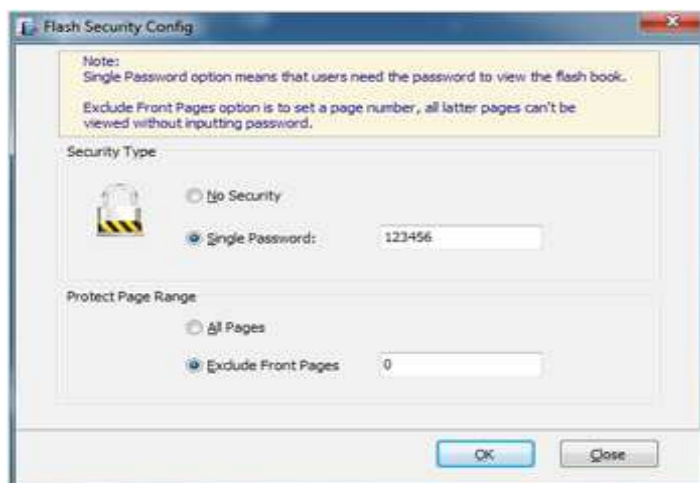 Flash Security Config
Note:
Single Password option means that users need the password to view the flash book.
Exclude Front Pages option is to set a page number, all latter pages can't be
viewed without inputting password.
Security Type
No Security
Single Password: 123456
Protect Page Range
All Pages
Exclude Front Pages 0
OK Close